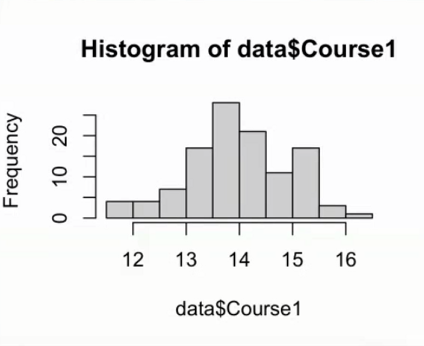 Histogram of data$Course1
Frequency
20
10
0
12 13 14 15 16
data$Course1